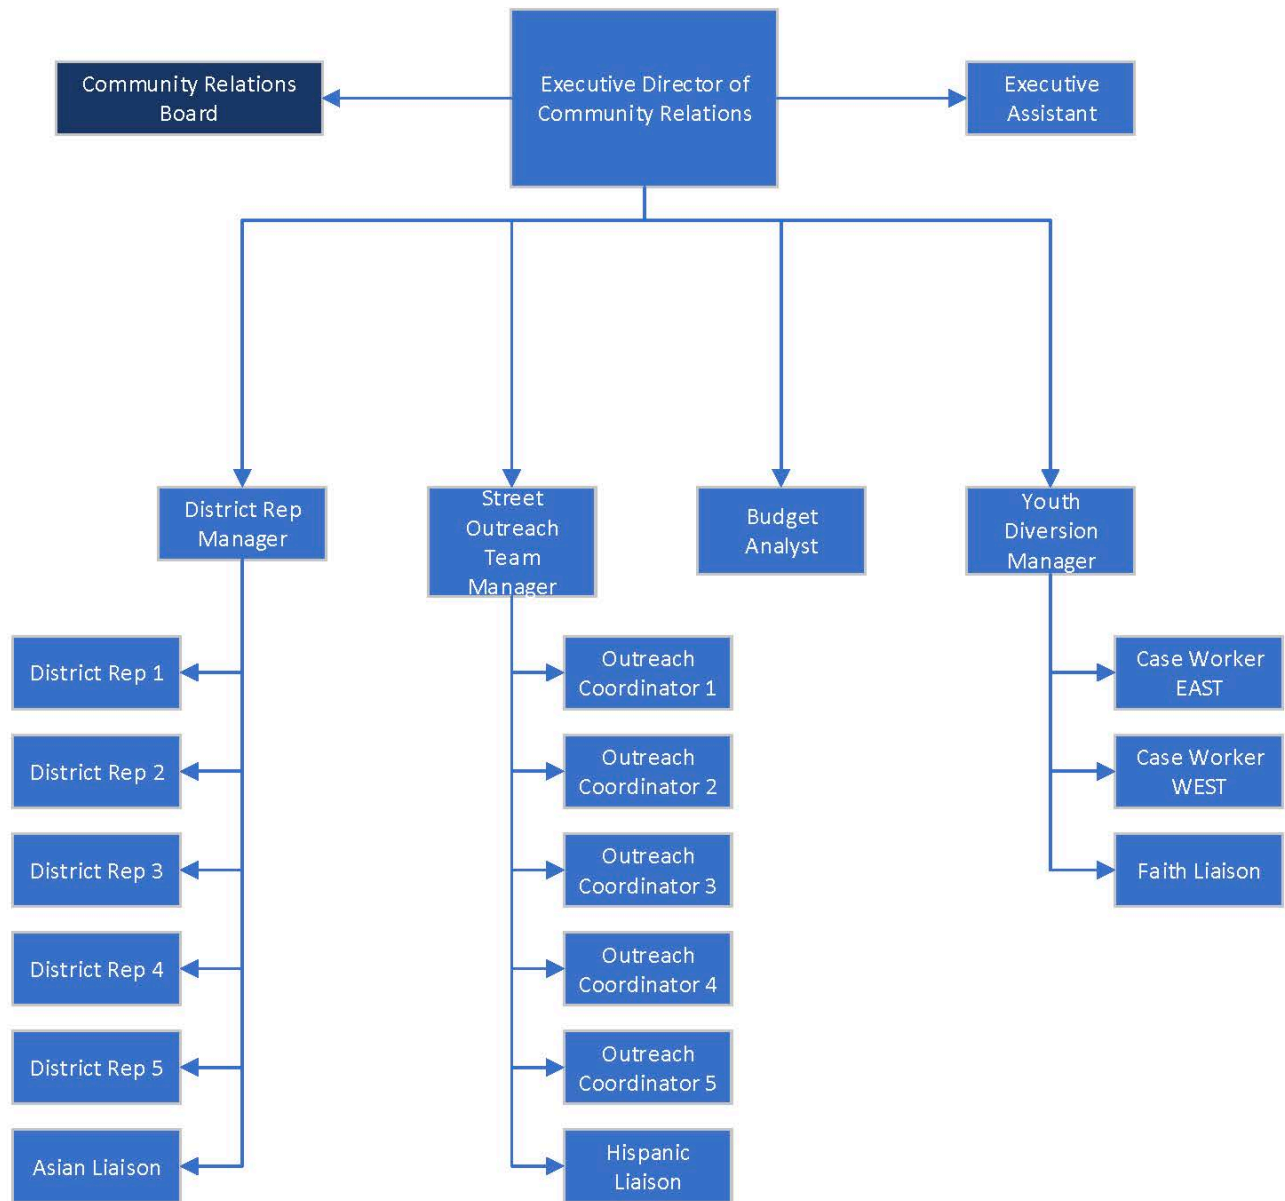 Community Relations
Board
Executive Director of
Community Relations
Executive
Assistant
District Rep
Manager
Street
Outreach
Team
Manager
Budget
Analyst
Youth
Diversion
Manager
District Rep 1
District Rep 2
District Rep 3
District Rep 4
District Rep 5
Asian Liaison
Outreach
Coordinator 1
Outreach
Coordinator 2
Outreach
Coordinator 3
Outreach
Coordinator 4
Outreach
Coordinator 5
Hispanic
Liaison
Case Worker
EAST
Case Worker
WEST
Faith Liaison